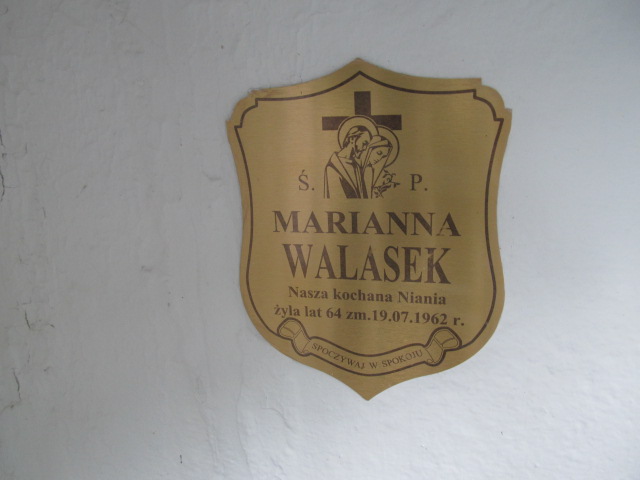 Ś. P.
MARIANNA
WALASEK
Nasza kochana Niania
żyła lat 64 zm.19.07.1962 r.
SPOCZYWAJ W SPOKOJU